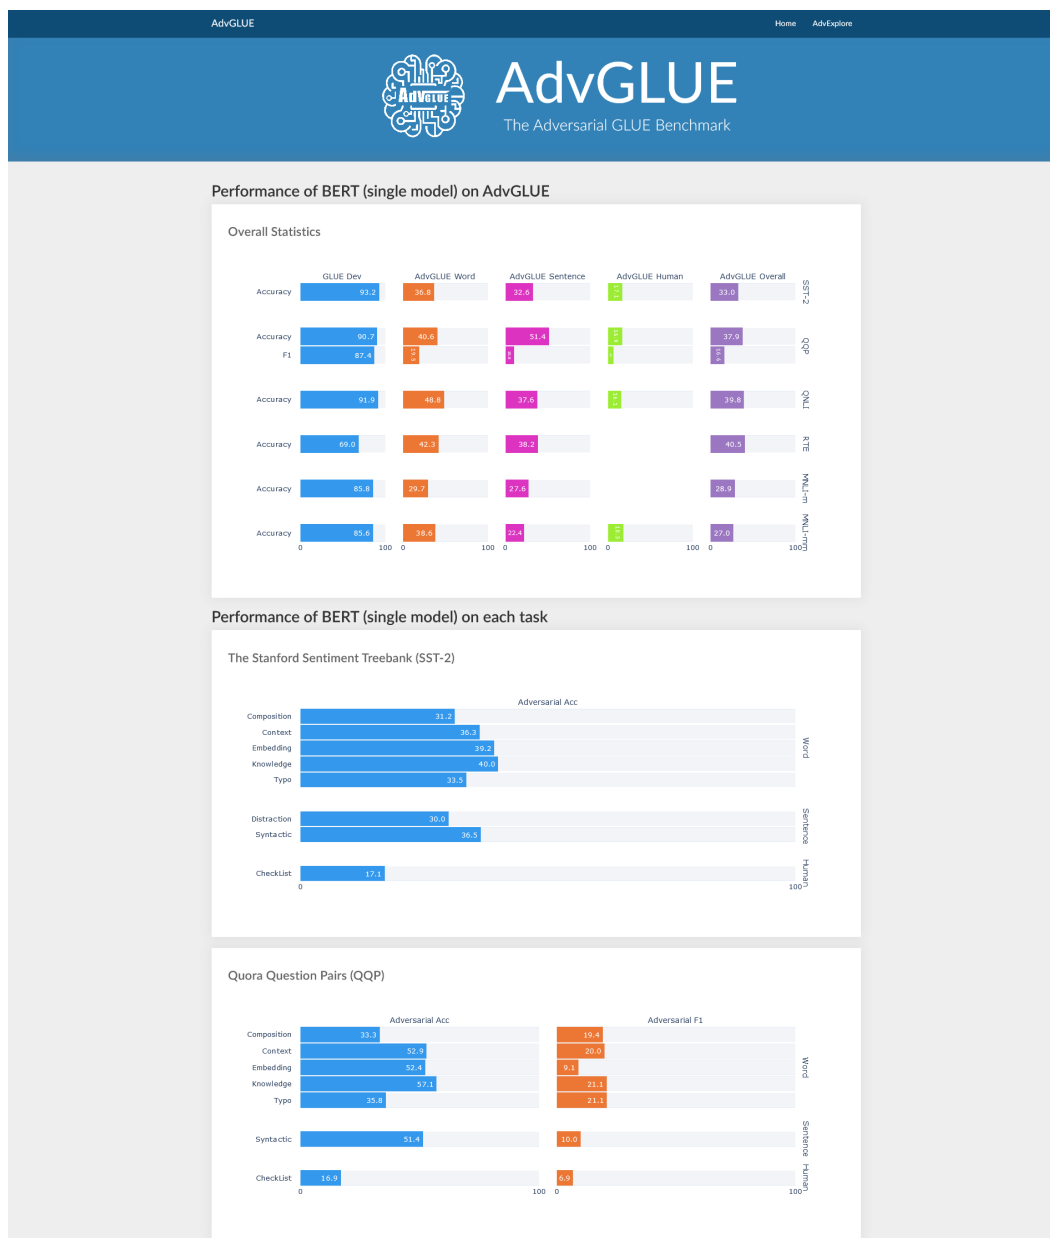 AdvGLUE Home AdvExplore
AdvGLUE
AdvGLUE
The Adversarial GLUE Benchmark
Performance of BERT (single model) on AdvGLUE
Overall Statistics
GLUE Dev AdvGLUE Word AdvGLUE Sentence AdvGLUE Human AdvGLUE Overall
Accuracy 93.2 36.8 32.6 17.1 33.0 SST-2
Accuracy 90.7 40.6 51.4 37.9 QQP
F1 87.4 19.5 16.6
Accuracy 91.9 48.8 37.6 39.8 QNLI
Accuracy 69.0 42.3 38.2 40.5 RTE
Accuracy 85.8 29.7 27.6 28.9 MNLI-m
Accuracy 85.6 38.6 22.4 27.0 MNLI-mm
0 100 0 100 0 100 0 100 0 100
Performance of BERT (single model) on each task
The Stanford Sentiment Treebank (SST-2)
Adversarial Acc
Composition 31.2
Context 36.3
Embedding 39.2
Knowledge 40.0
Typo 33.5
Word
Distraction 30.0
Syntactic 36.5
Sentence
CheckList 17.1
Human
0 100
Quora Question Pairs (QQP)
Adversarial Acc Adversarial F1
Composition 33.3 19.4
Context 52.9 20.0
Embedding 52.4 9.1
Knowledge 57.1 21.1
Typo 35.8 21.1
Word
Syntactic 51.4 10.0
Sentence
CheckList 16.9 6.9
Human
0 100 0 100